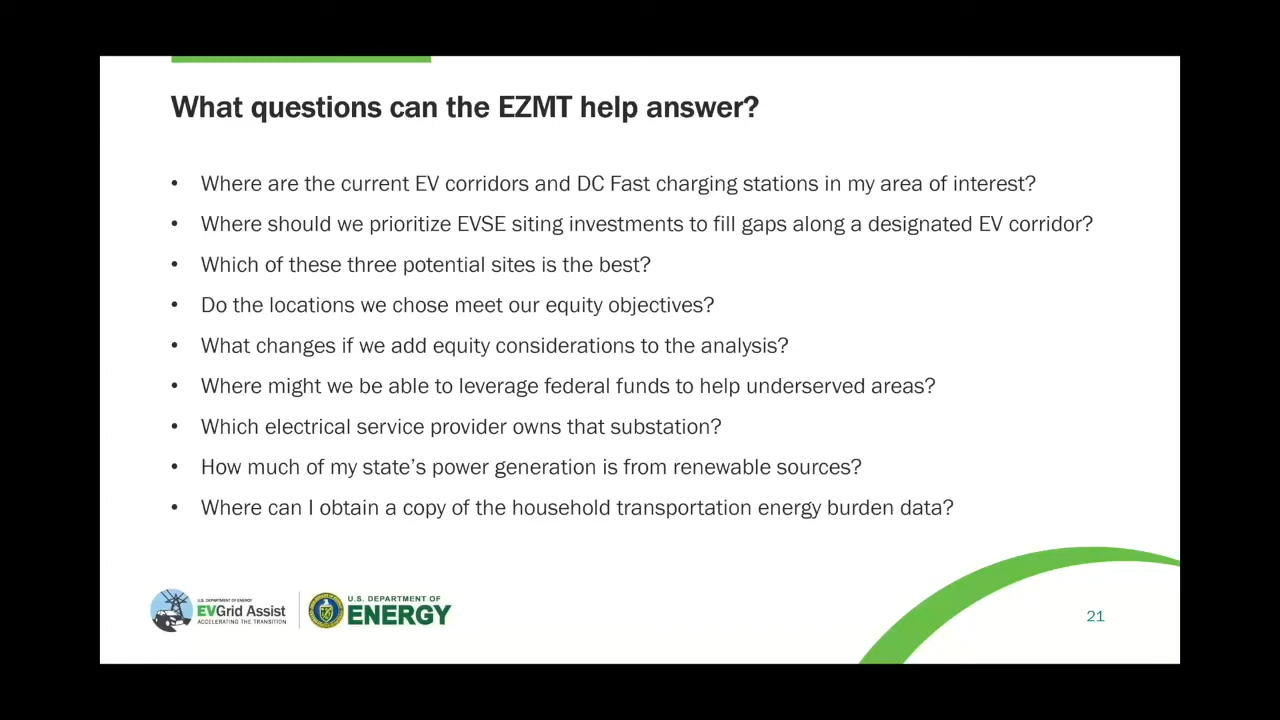 What questions can the EZMT help answer?
• Where are the current EV corridors and DC Fast charging stations in my area of interest?
• Where should we prioritize EVSE siting investments to fill gaps along a designated EV corridor?
• Which of these three potential sites is the best?
• Do the locations we chose meet our equity objectives?
• What changes if we add equity considerations to the analysis?
• Where might we be able to leverage federal funds to help underserved areas?
• Which electrical service provider owns that substation?
• How much of my state’s power generation is from renewable sources?
• Where can I obtain a copy of the household transportation energy burden data?
U.S. DEPARTMENT OF ENERGY
EVGrid Assist
ACCELERATING THE TRANSITION
U.S. DEPARTMENT OF
ENERGY
21